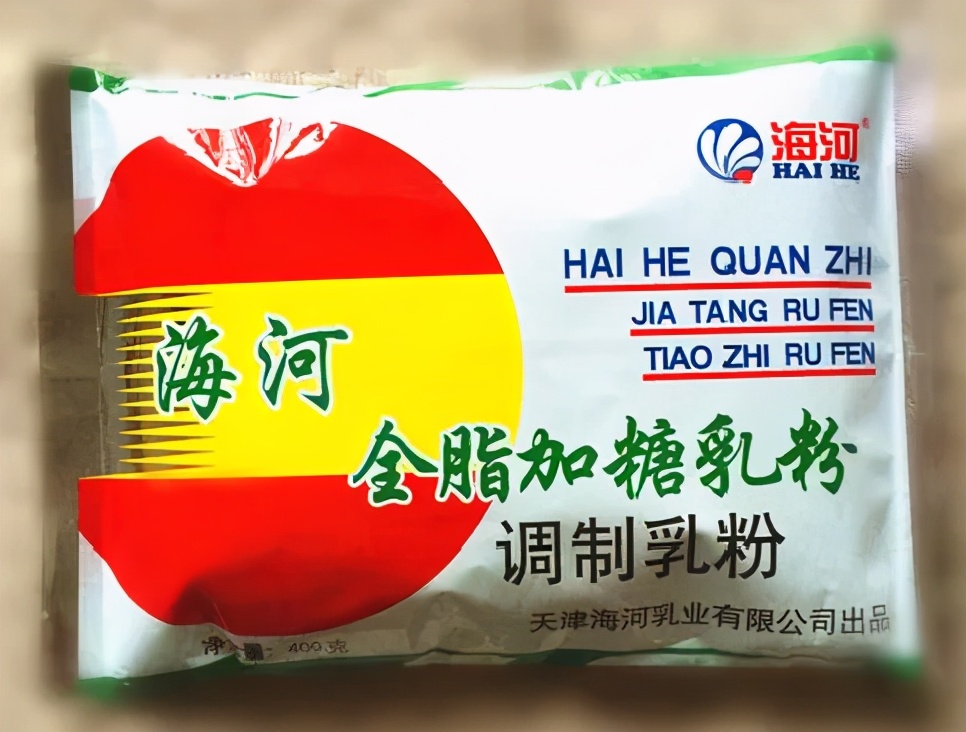 海河
HAI HE
HAI HE QUAN ZHI
JIA TANG RU FEN
TIAO ZHI RU FEN
海河
全脂加糖乳粉
调制乳粉
天津海河乳业有限公司出品
400克